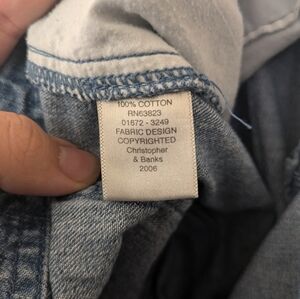 100% COTTON
RN63823
01672 - 3249
FABRIC DESIGN
COPYRIGHTED
Christopher
& Banks
2006